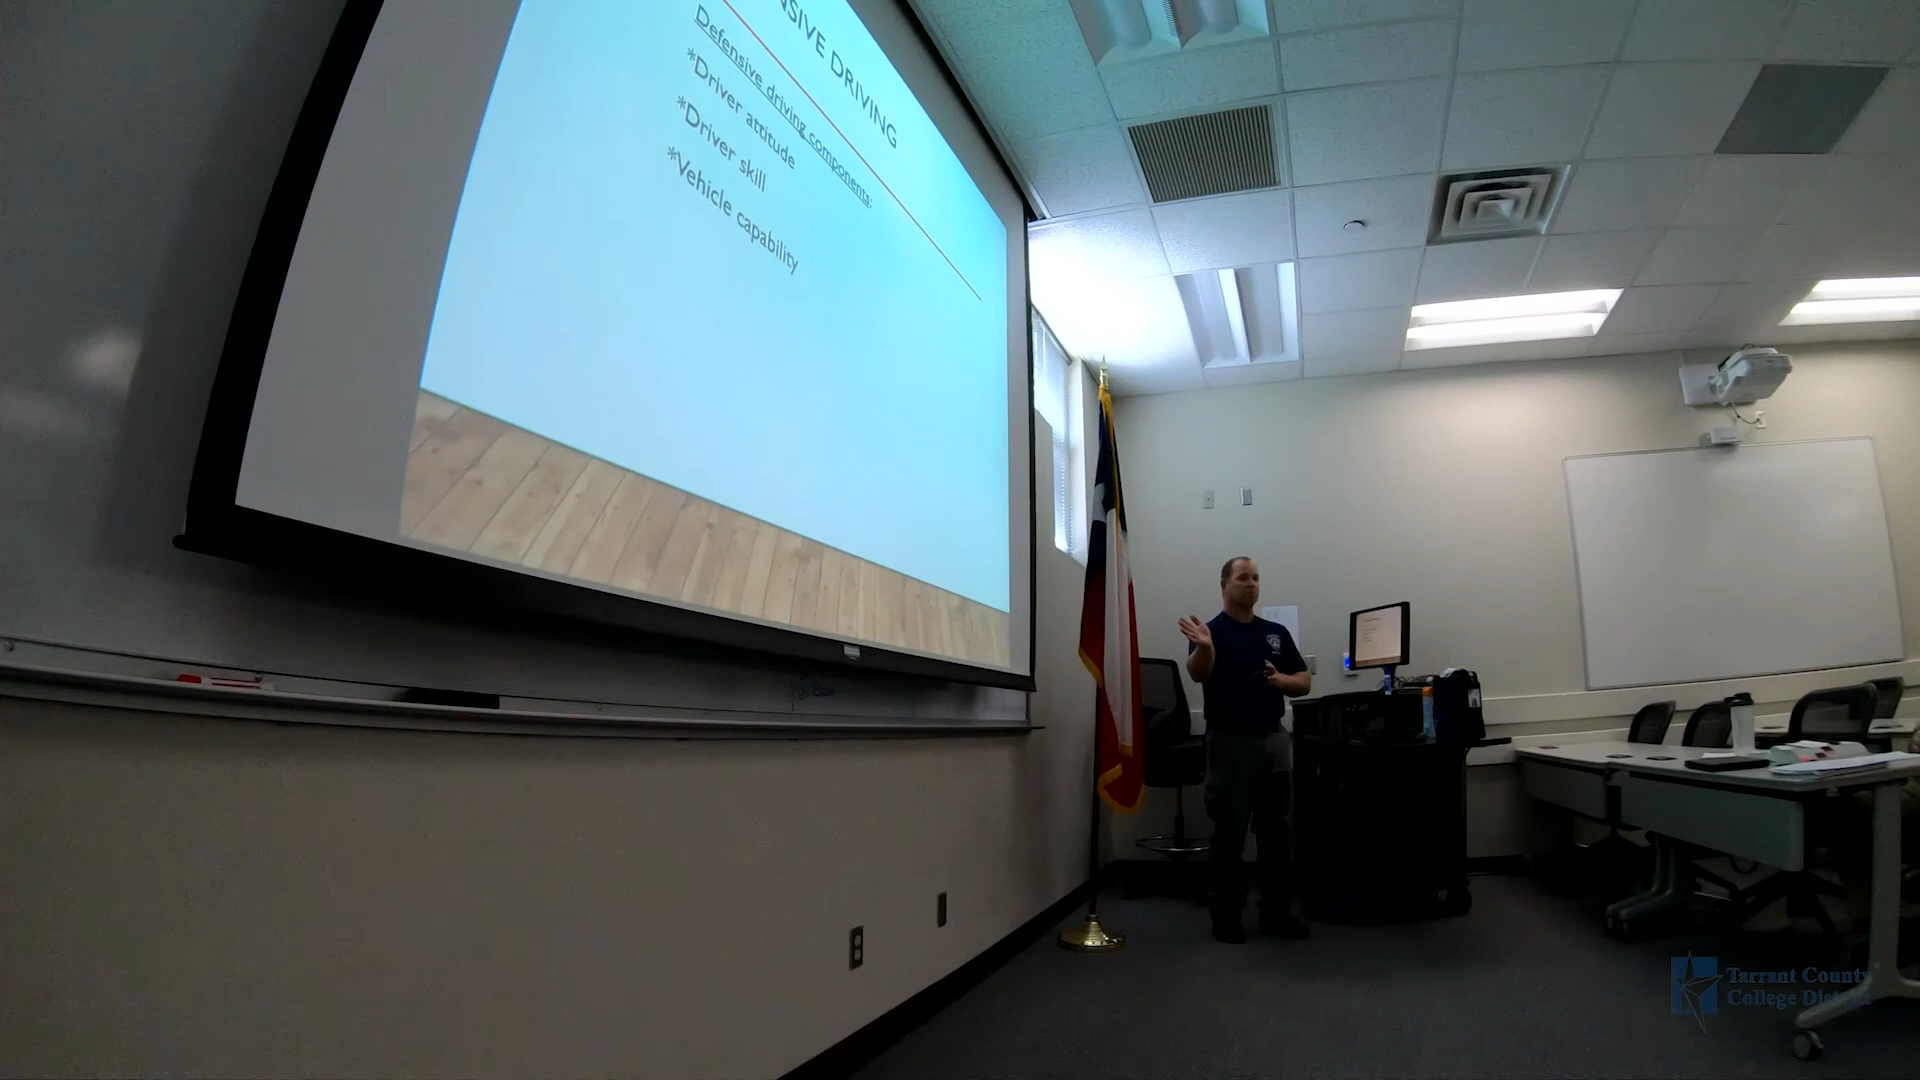 NSIVE DRIVING
Defensive driving components:
*Driver attitude
*Driver skill
*Vehicle capability
Tarrant County
College District